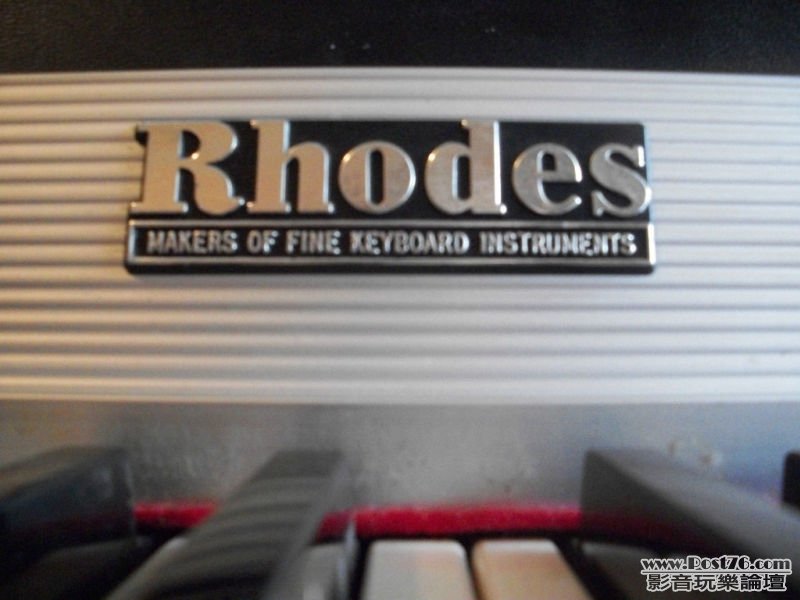 Rhodes
MAKERS OF FINE KEYBOARD INSTRUMENTS
www.Post76.com
影音玩樂論壇